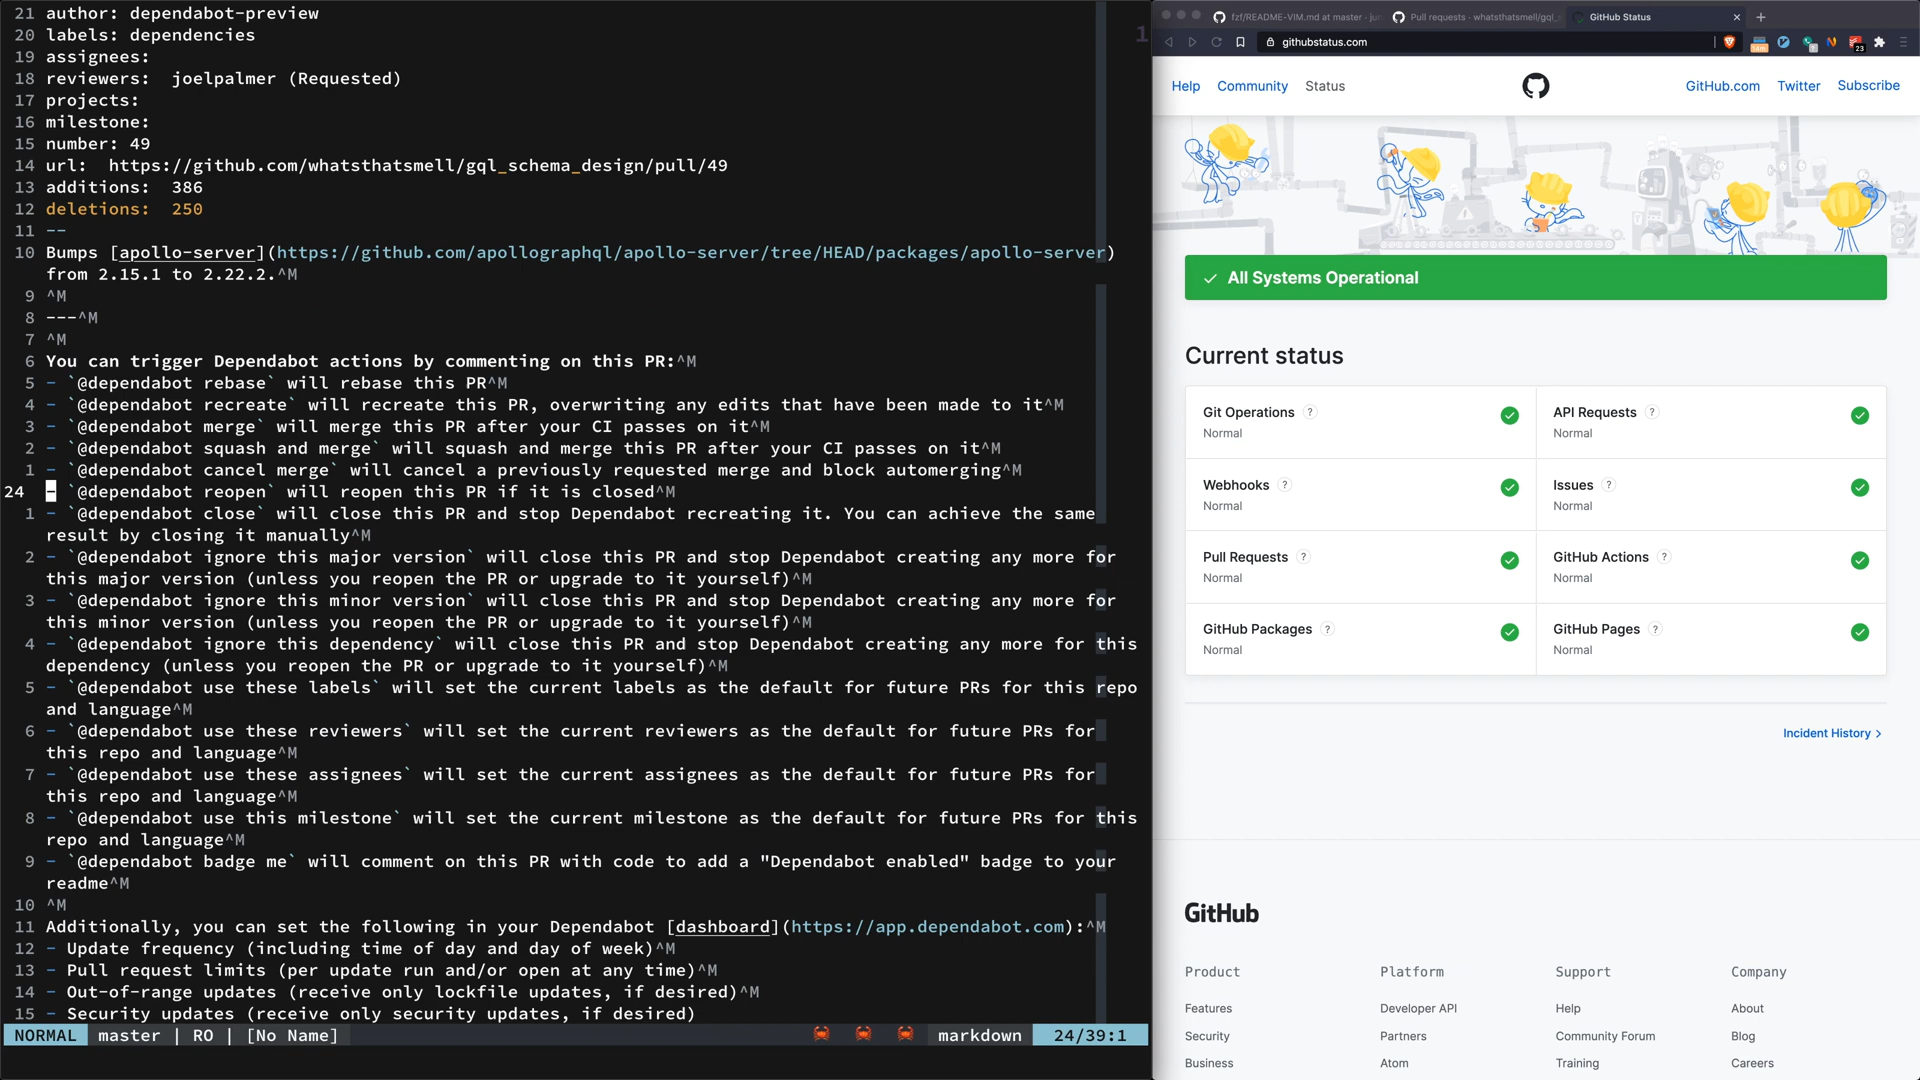 21 author: dependabot-preview
20 labels: dependencies
19 assignees:
18 reviewers: joelpalmer (Requested)
17 projects:
16 milestone:
15 number: 49
14 url: https://github.com/whatsthatsmell/gql_schema_design/pull/49
13 additions: 386
12 deletions: 250
11 --
10 Bumps [apollo-server](https://github.com/apollographql/apollo-server/tree/HEAD/packages/apollo-server)
from 2.15.1 to 2.22.2.^M
9 ^M
8 ---^M
7 ^M
6 You can trigger Dependabot actions by commenting on this PR:^M
5 - `@dependabot rebase` will rebase this PR^M
4 - `@dependabot recreate` will recreate this PR, overwriting any edits that have been made to it^M
3 - `@dependabot merge` will merge this PR after your CI passes on it^M
2 - `@dependabot squash and merge` will squash and merge this PR after your CI passes on it^M
1 - `@dependabot cancel merge` will cancel a previously requested merge and block automerging^M
24 - `@dependabot reopen` will reopen this PR if it is closed^M
1 - `@dependabot close` will close this PR and stop Dependabot recreating it. You can achieve the same
result by closing it manually^M
2 - `@dependabot ignore this major version` will close this PR and stop Dependabot creating any more for
this major version (unless you reopen the PR or upgrade to it yourself)^M
3 - `@dependabot ignore this minor version` will close this PR and stop Dependabot creating any more for
this minor version (unless you reopen the PR or upgrade to it yourself)^M
4 - `@dependabot ignore this dependency` will close this PR and stop Dependabot creating any more for this
dependency (unless you reopen the PR or upgrade to it yourself)^M
5 - `@dependabot use these labels` will set the current labels as the default for future PRs for this repo
and language^M
6 - `@dependabot use these reviewers` will set the current reviewers as the default for future PRs for
this repo and language^M
7 - `@dependabot use these assignees` will set the current assignees as the default for future PRs for
this repo and language^M
8 - `@dependabot use this milestone` will set the current milestone as the default for future PRs for this
repo and language^M
9 - `@dependabot badge me` will comment on this PR with code to add a "Dependabot enabled" badge to your
readme^M
10 ^M
11 Additionally, you can set the following in your Dependabot [dashboard](https://app.dependabot.com):^M
12 - Update frequency (including time of day and day of week)^M
13 - Pull request limits (per update run and/or open at any time)^M
14 - Out-of-range updates (receive only lockfile updates, if desired)^M
15 - Security updates (receive only security updates, if desired)
NORMAL master | RO | [No Name] markdown 24/39:1
1
fzf/README-VIM.md at master · ju
Pull requests · whatsthatsmell/gql_
GitHub Status
githubstatus.com
23
Help Community Status GitHub.com Twitter Subscribe
All Systems Operational
Current status
Git Operations ? API Requests ?
Normal Normal
Webhooks ? Issues ?
Normal Normal
Pull Requests ? GitHub Actions ?
Normal Normal
GitHub Packages ? GitHub Pages ?
Normal Normal
Incident History
GitHub
Product Platform Support Company
Features Developer API Help About
Security Partners Community Forum Blog
Business Atom Training Careers